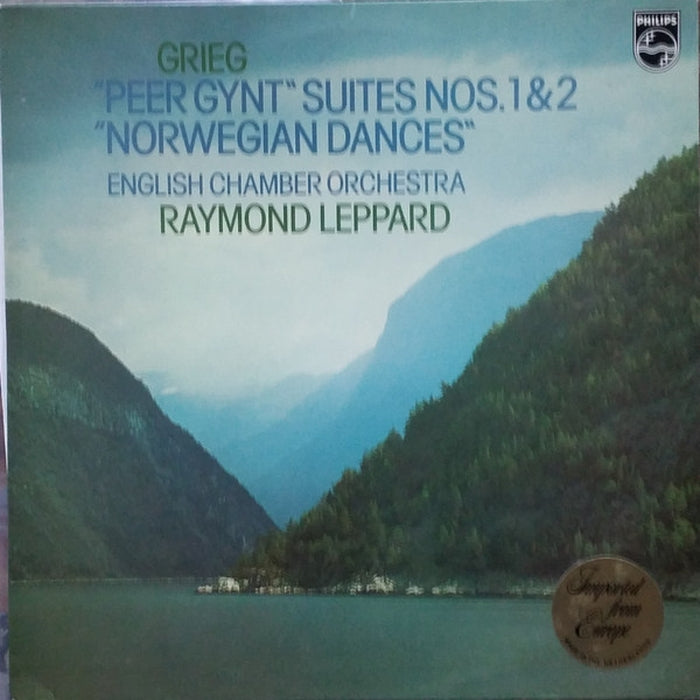 PHILIPS
GRIEG
"PEER GYNT" SUITES NOS. 1 & 2
"NORWEGIAN DANCES"
ENGLISH CHAMBER ORCHESTRA
RAYMOND LEPPARD
Imported
from
Europe